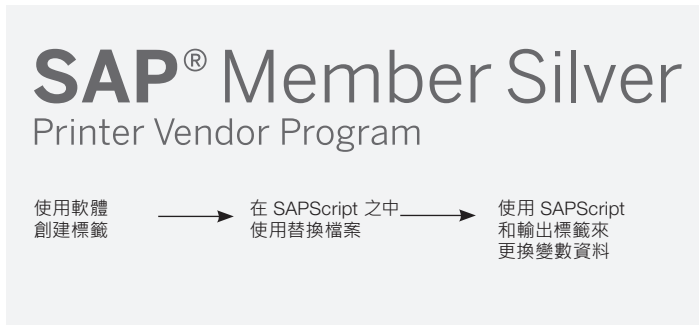 SAP® Member Silver
Printer Vendor Program
使用軟體
創建標籤
在 SAPScript 之中
使用替換檔案
使用 SAPScript
和輸出標籤來
更換變數資料